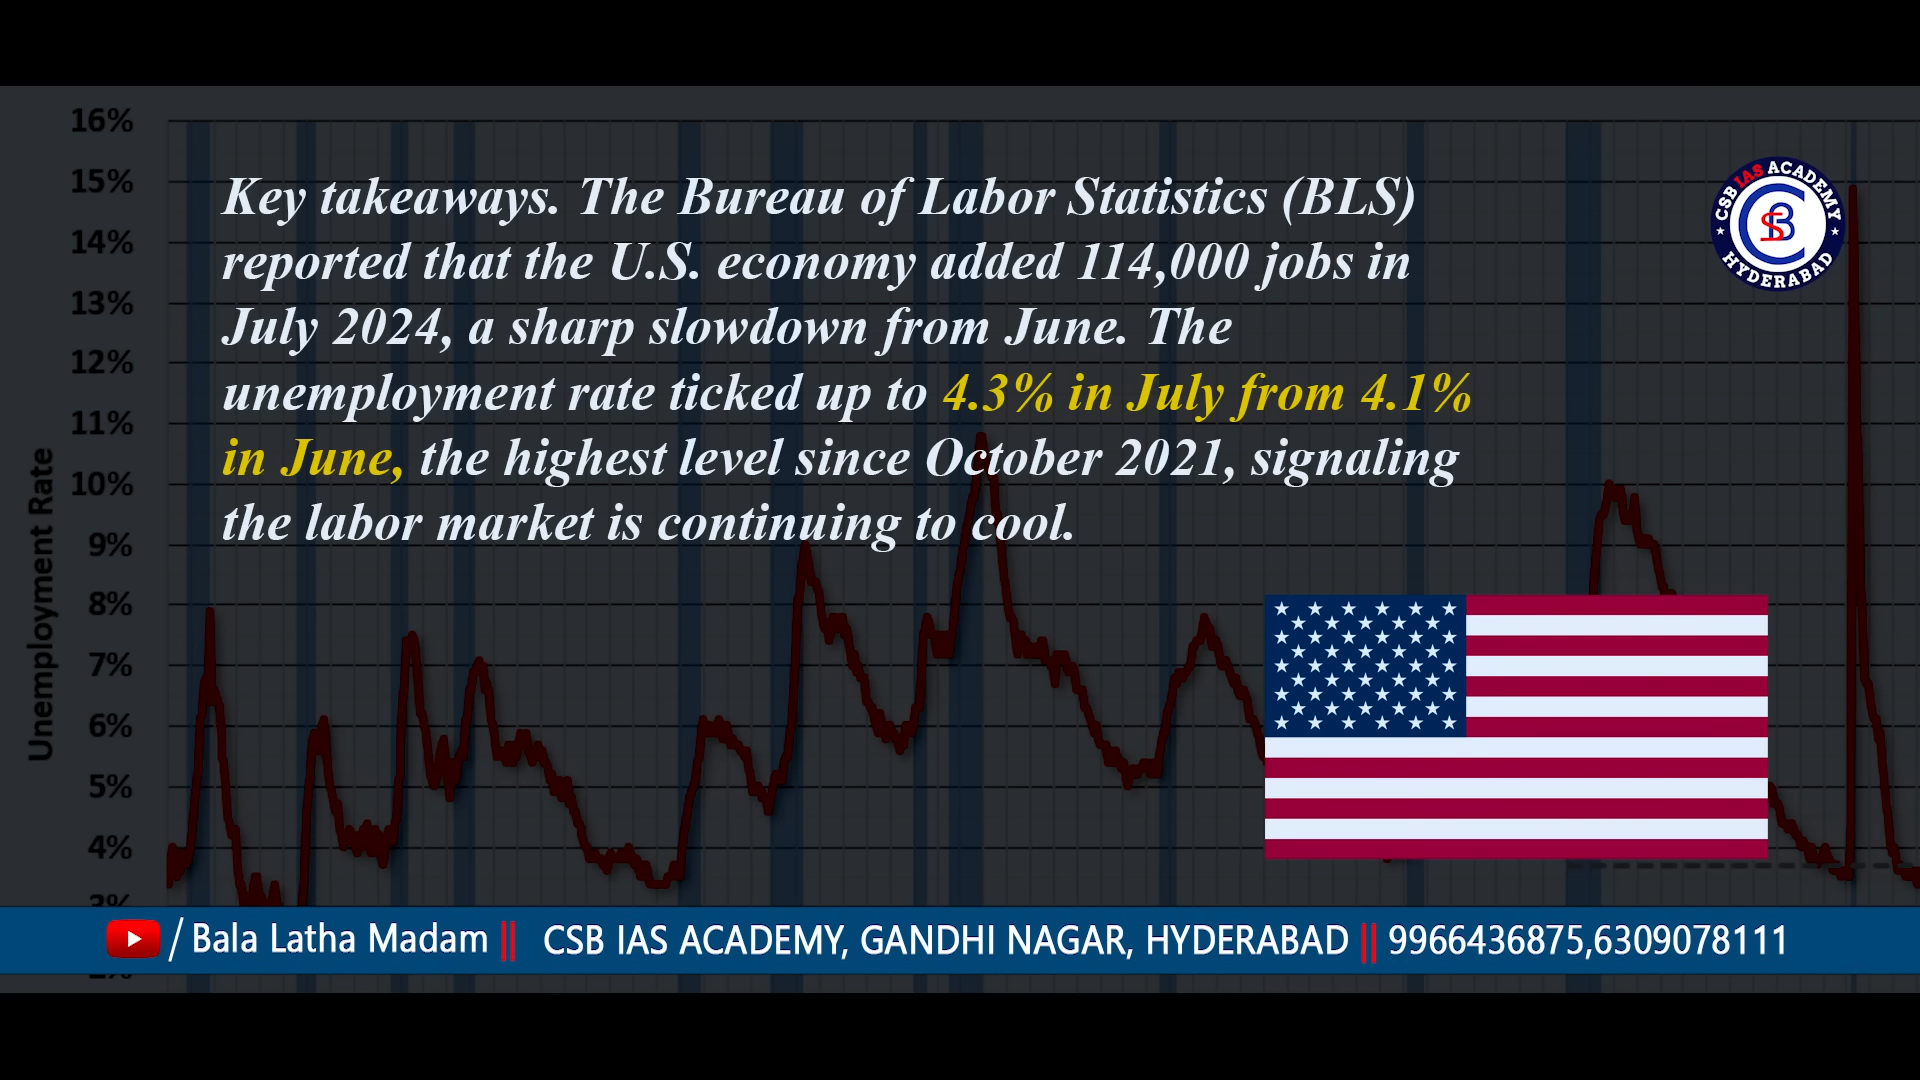 16%
15%
14%
13%
12%
11%
10%
9%
8%
7%
6%
5%
4%
3%
2%
Unemployment Rate
Key takeaways. The Bureau of Labor Statistics (BLS)
reported that the U.S. economy added 114,000 jobs in
July 2024, a sharp slowdown from June. The
unemployment rate ticked up to 4.3% in July from 4.1%
in June, the highest level since October 2021, signaling
the labor market is continuing to cool.
CSB IAS ACADEMY
HYDERABAD
CSB
/ Bala Latha Madam || CSB IAS ACADEMY, GANDHI NAGAR, HYDERABAD || 9966436875,6309078111